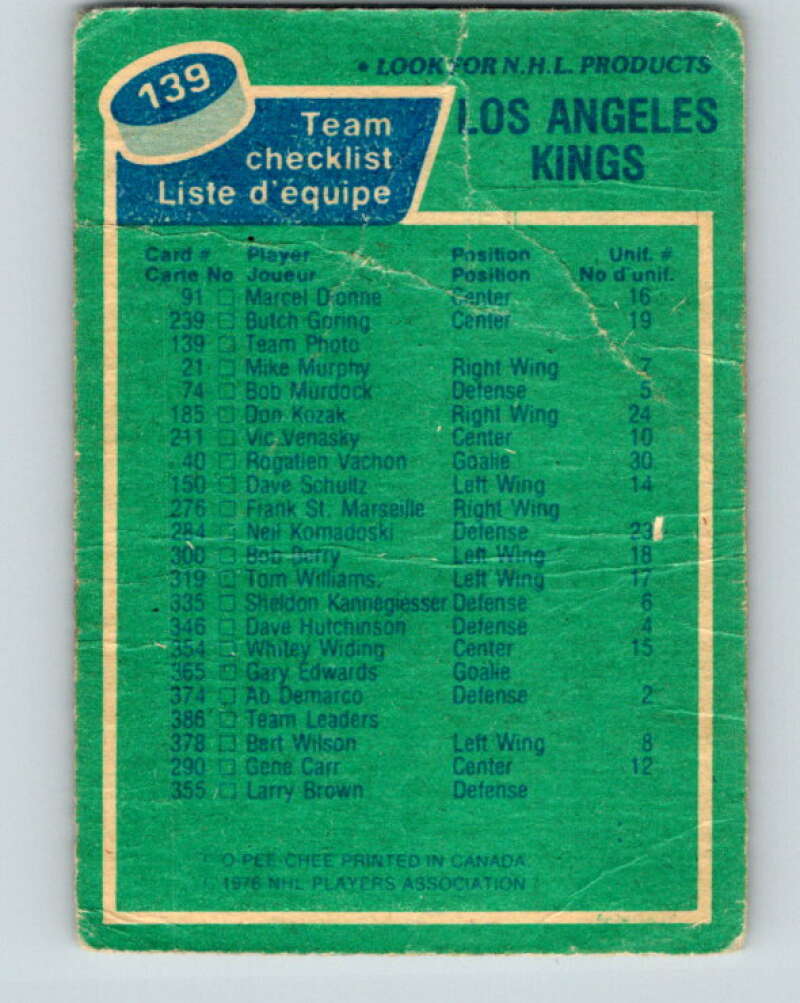 139
• LOOK FOR N.H.L. PRODUCTS
Team
checklist
Liste d'équipe
LOS ANGELES
KINGS
Card # Player Position Unif. #
Carte No Joueur Position No d'unif.
91 Marcel Dionne Center 16
239 Butch Goring Center 19
139 Team Photo
21 Mike Murphy Right Wing 7
74 Bob Murdock Defense 5
185 Don Kozak Right Wing 24
211 Vic Venasky Center 10
40 Rogatien Vachon Goalie 30
150 Dave Schultz Left Wing 14
276 Frank St. Marseille Right Wing
284 Neil Komadoski Defense 23
300 Bob Berry Left Wing 18
319 Tom Williams. Left Wing 17
335 Sheldon Kannegiesser Defense 6
346 Dave Hutchinson Defense 4
354 Whitey Widing Center 15
365 Gary Edwards Goalie
374 Ab Demarco Defense 2
386 Team Leaders
378 Bert Wilson Left Wing 8
290 Gene Carr Center 12
355 Larry Brown Defense
O-PEE-CHEE PRINTED IN CANADA
1976 NHL PLAYERS ASSOCIATION